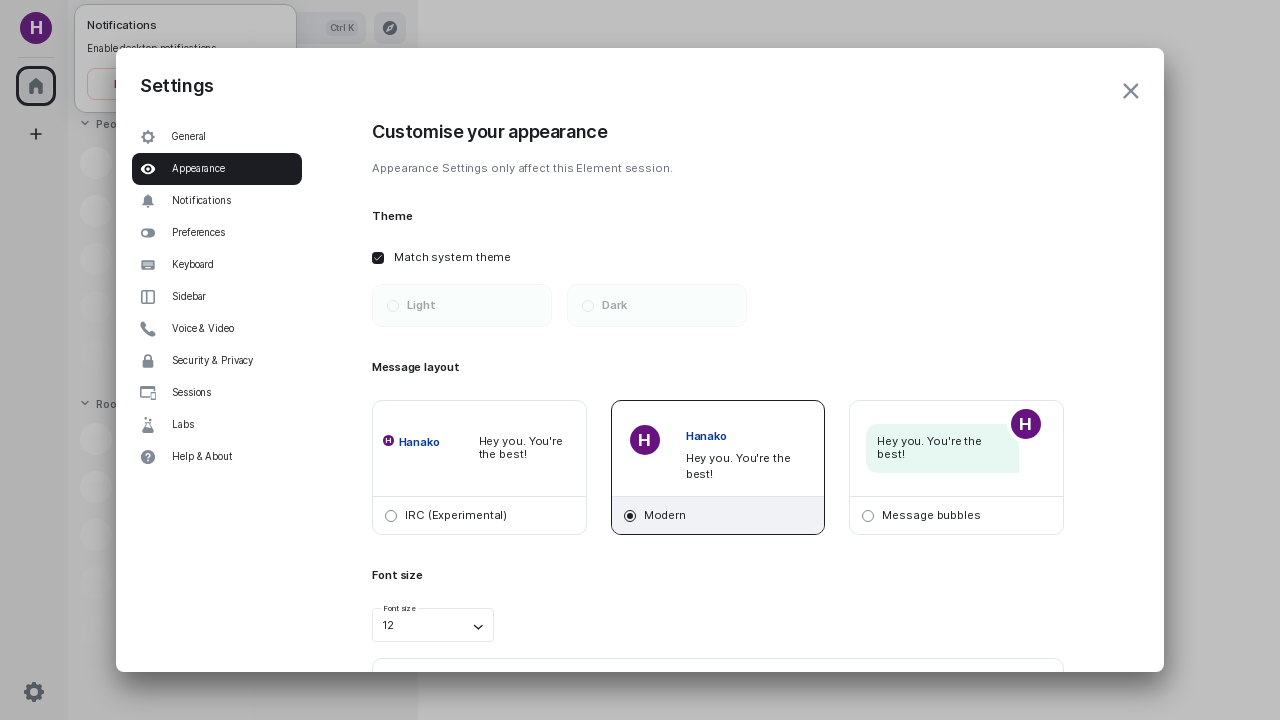 H
Notifications
Enable desktop notifications
Ctrl K
Settings
General
Appearance
Notifications
Preferences
Keyboard
Sidebar
Voice & Video
Security & Privacy
Sessions
Labs
Help & About
Customise your appearance
Appearance Settings only affect this Element session.
Theme
Match system theme
Light
Dark
Message layout
H Hanako
Hey you. You're
the best!
IRC (Experimental)
H
Hanako
Hey you. You're the
best!
Modern
H
Hey you. You're the
best!
Message bubbles
Font size
Font size
12